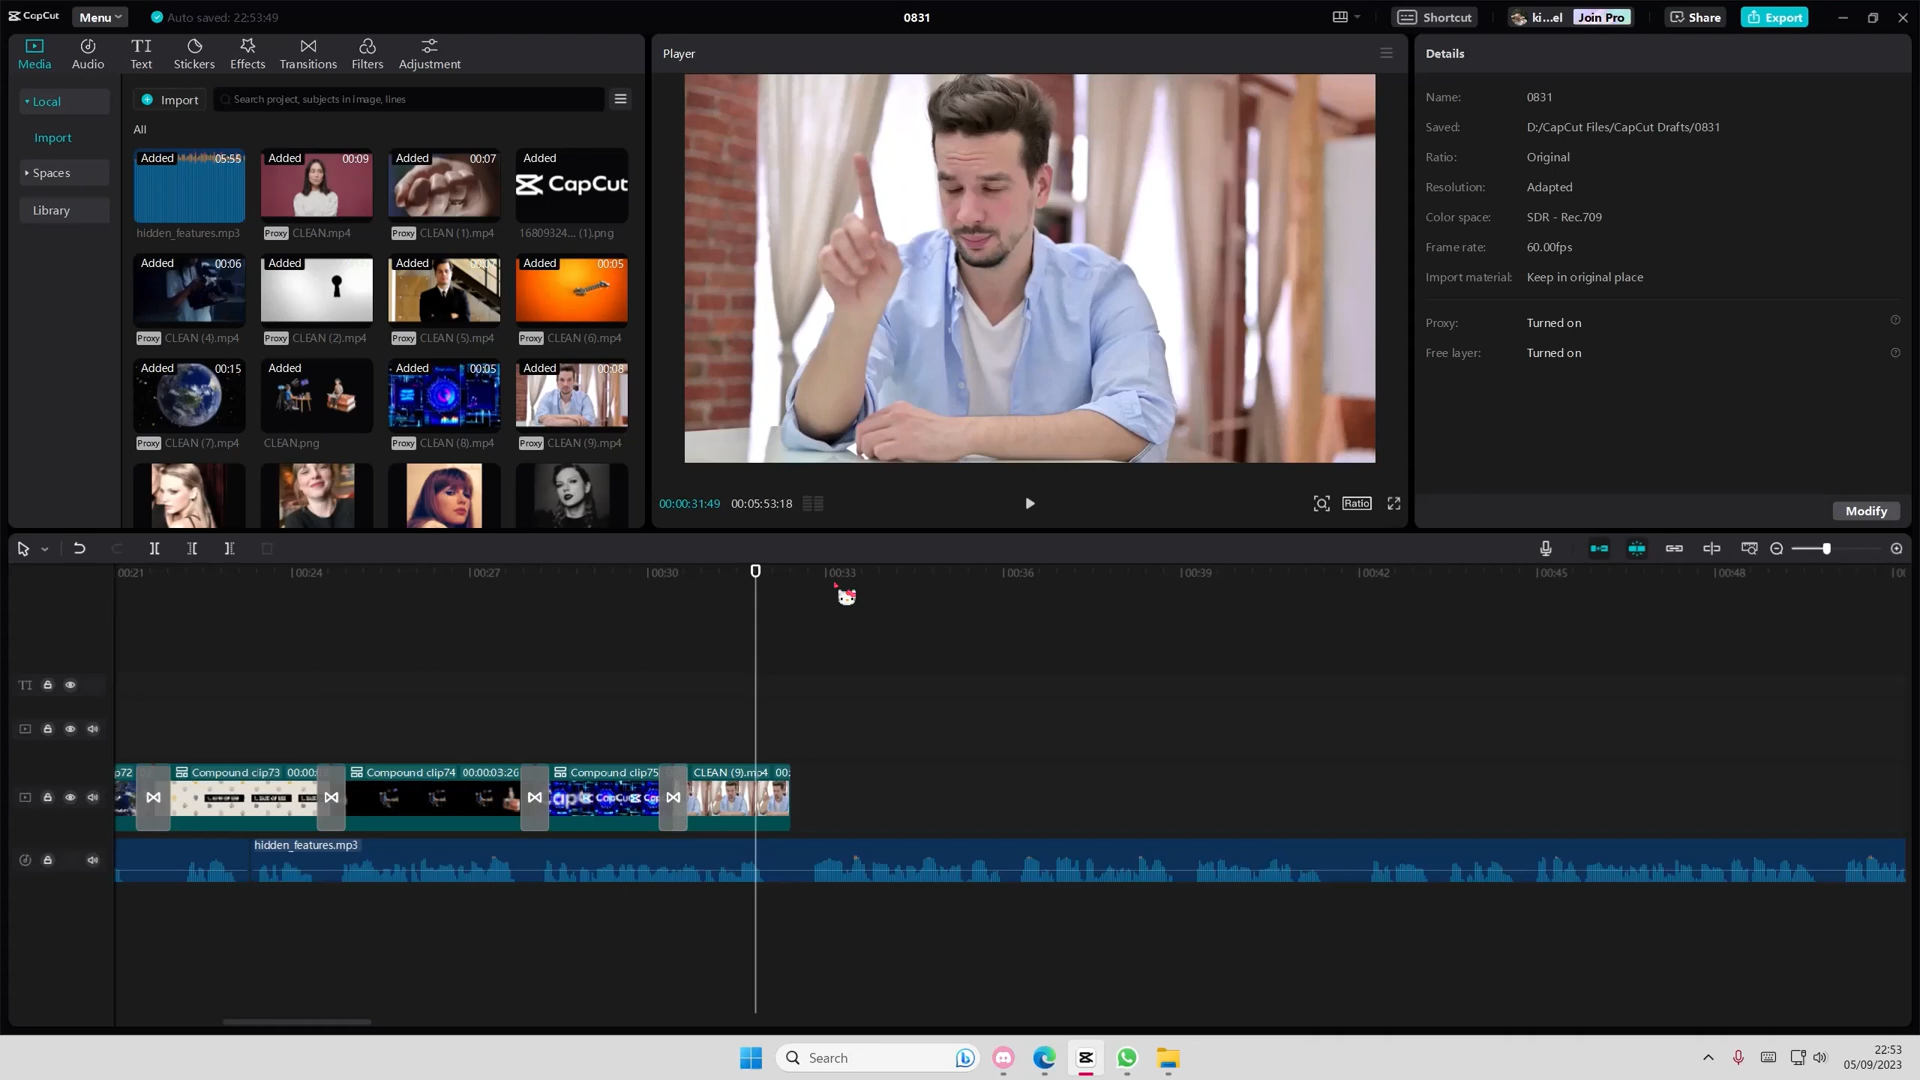 CapCut
Menu
Auto saved: 22:53:49
0831
Shortcut
ki...el
Join Pro
Share
Export
Media
Audio
Text
Stickers
Effects
Transitions
Filters
Adjustment
Local
Import
Spaces
Library
Import
Search project, subjects in image, lines
All
Added 05:55
Added 00:09
Added 00:07
Added
CapCut
hidden_features.mp3
Proxy CLEAN.mp4
Proxy CLEAN (1).mp4
16809324... (1).png
Added 00:06
Added
Added
Added 00:05
Proxy CLEAN (4).mp4
Proxy CLEAN (2).mp4
Proxy CLEAN (5).mp4
Proxy CLEAN (6).mp4
Added 00:15
Added
Added 00:05
Added 00:08
Proxy CLEAN (7).mp4
CLEAN.png
Proxy CLEAN (8).mp4
Proxy CLEAN (9).mp4
Player
00:00:31:49
00:05:53:18
Ratio
Details
Name: 0831
Saved: D:/CapCut Files/CapCut Drafts/0831
Ratio: Original
Resolution: Adapted
Color space: SDR - Rec.709
Frame rate: 60.00fps
Import material: Keep in original place
Proxy: Turned on
Free layer: Turned on
Modify
00:21
00:24
00:27
00:30
00:33
00:36
00:39
00:42
00:45
00:48
TI
p72
Compound clip73 00:00:
Compound clip74 00:00:03:26
Compound clip75
CLEAN (9).mp4 00:
CapCut
hidden_features.mp3
Search
22:53
05/09/2023